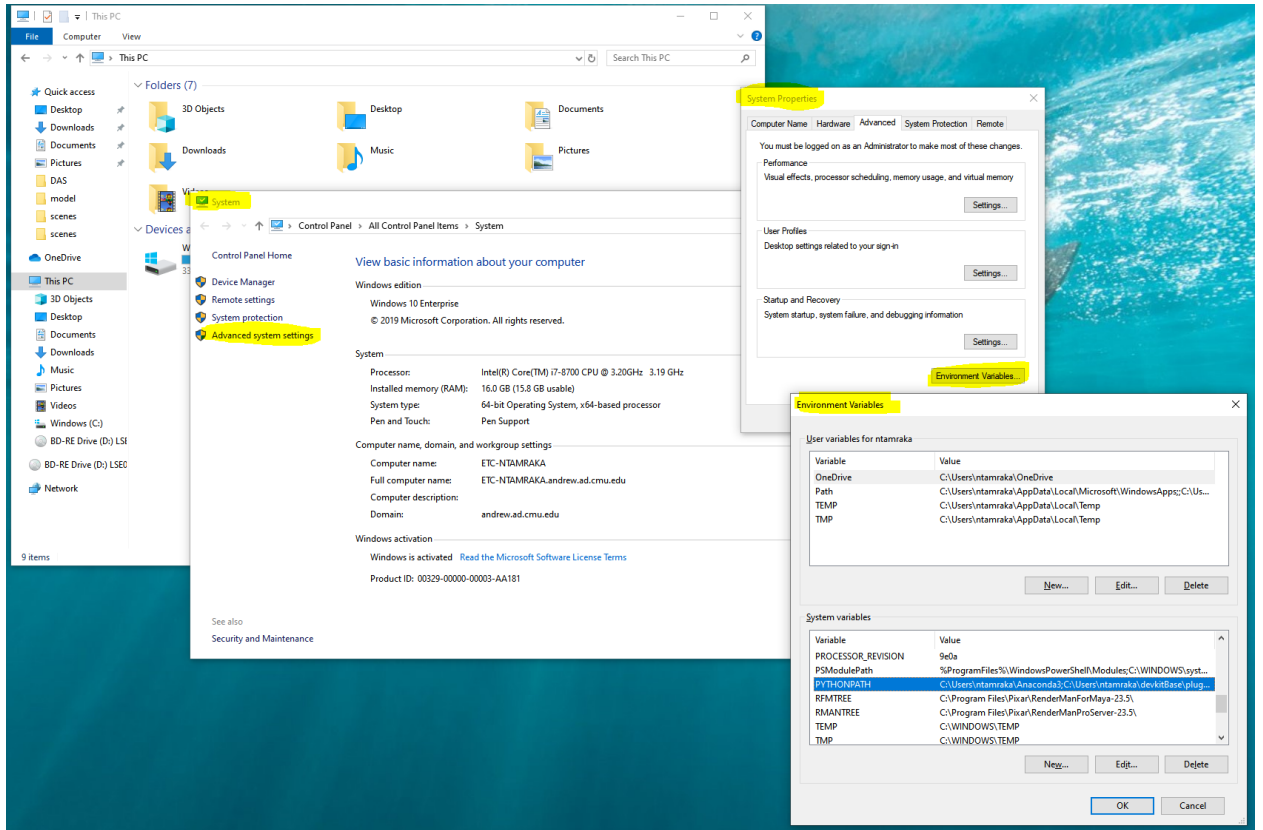 This PC
File Computer View
This PC Search This PC
Quick access
Desktop
Downloads
Documents
Pictures
DAS
model
scenes
scenes
OneDrive
This PC
3D Objects
Desktop
Documents
Downloads
Music
Pictures
Videos
Windows (C:)
BD-RE Drive (D:) LSE
BD-RE Drive (D:) LSE0
Network
9 items
Folders (7)
3D Objects Desktop Documents
Downloads Music Pictures
Devices a
W
33
System
Control Panel All Control Panel Items System
Control Panel Home
Device Manager
Remote settings
System protection
Advanced system settings
See also
Security and Maintenance
View basic information about your computer
Windows edition
Windows 10 Enterprise
© 2019 Microsoft Corporation. All rights reserved.
System
Processor: Intel(R) Core(TM) i7-8700 CPU @ 3.20GHz 3.19 GHz
Installed memory (RAM): 16.0 GB (15.8 GB usable)
System type: 64-bit Operating System, x64-based processor
Pen and Touch: Pen Support
Computer name, domain, and workgroup settings
Computer name: ETC-NTAMRAKA
Full computer name: ETC-NTAMRAKA.andrew.ad.cmu.edu
Computer description:
Domain: andrew.ad.cmu.edu
Windows activation
Windows is activated Read the Microsoft Software License Terms
Product ID: 00329-00000-00003-AA181
System Properties
Computer Name Hardware Advanced System Protection Remote
You must be logged on as an Administrator to make most of these changes.
Performance
Visual effects, processor scheduling, memory usage, and virtual memory
Settings...
User Profiles
Desktop settings related to your sign-in
Settings...
Startup and Recovery
System startup, system failure, and debugging information
Settings...
Environment Variables...
Environment Variables
User variables for ntamraka
Variable Value
OneDrive C:\Users\ntamraka\OneDrive
Path C:\Users\ntamraka\AppData\Local\Microsoft\WindowsApps;;C:\Us...
TEMP C:\Users\ntamraka\AppData\Local\Temp
TMP C:\Users\ntamraka\AppData\Local\Temp
New... Edit... Delete
System variables
Variable Value
PROCESSOR_REVISION 9e0a
PSModulePath %ProgramFiles%\WindowsPowerShell\Modules;C:\WINDOWS\syst...
PYTHONPATH C:\Users\ntamraka\Anaconda3;C:\Users\ntamraka\devkitBase\plug...
RFMTREE C:\Program Files\Pixar\RenderManForMaya-23.5\
RMANTREE C:\Program Files\Pixar\RenderManProServer-23.5\
TEMP C:\WINDOWS\TEMP
TMP C:\WINDOWS\TEMP
New... Edit... Delete
OK Cancel